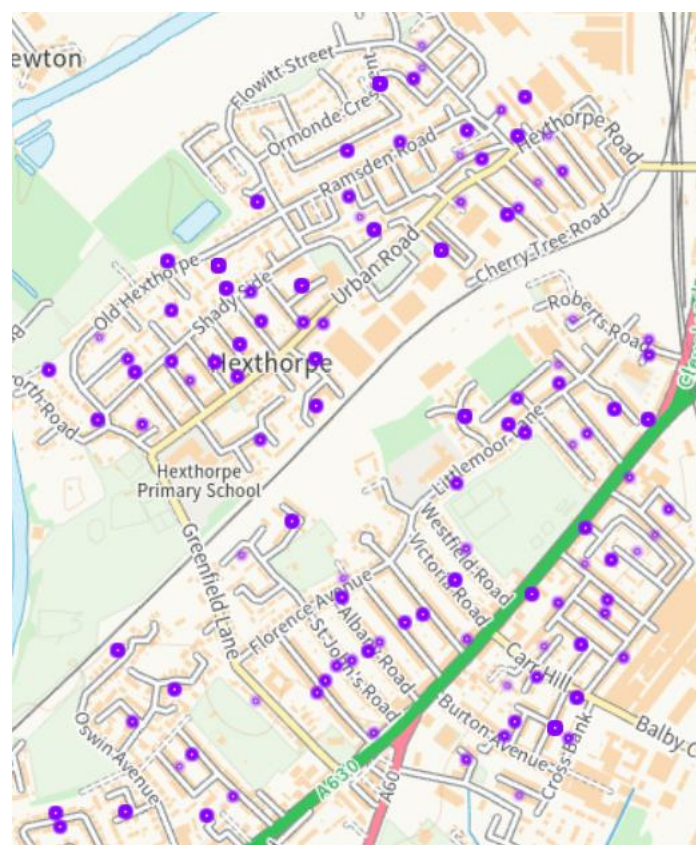 ewton
Flowitt Street
Ormonde Cres
Ramsden Road
Hexthorpe Road
Urban Road
Cherry Tree Road
Old Hexthorpe
Shady Side
Roberts Road
Hexthorpe
orth Road
Hexthorpe
Primary School
Littlemoor Lane
Greenfield Lane
Westfield Road
Victoria Road
Florence Avenue
St John's Road
Alban Road
Carr Hill
Burton Avenue
Cross Bank
Balby C
Oswin Avenue
A630
A60